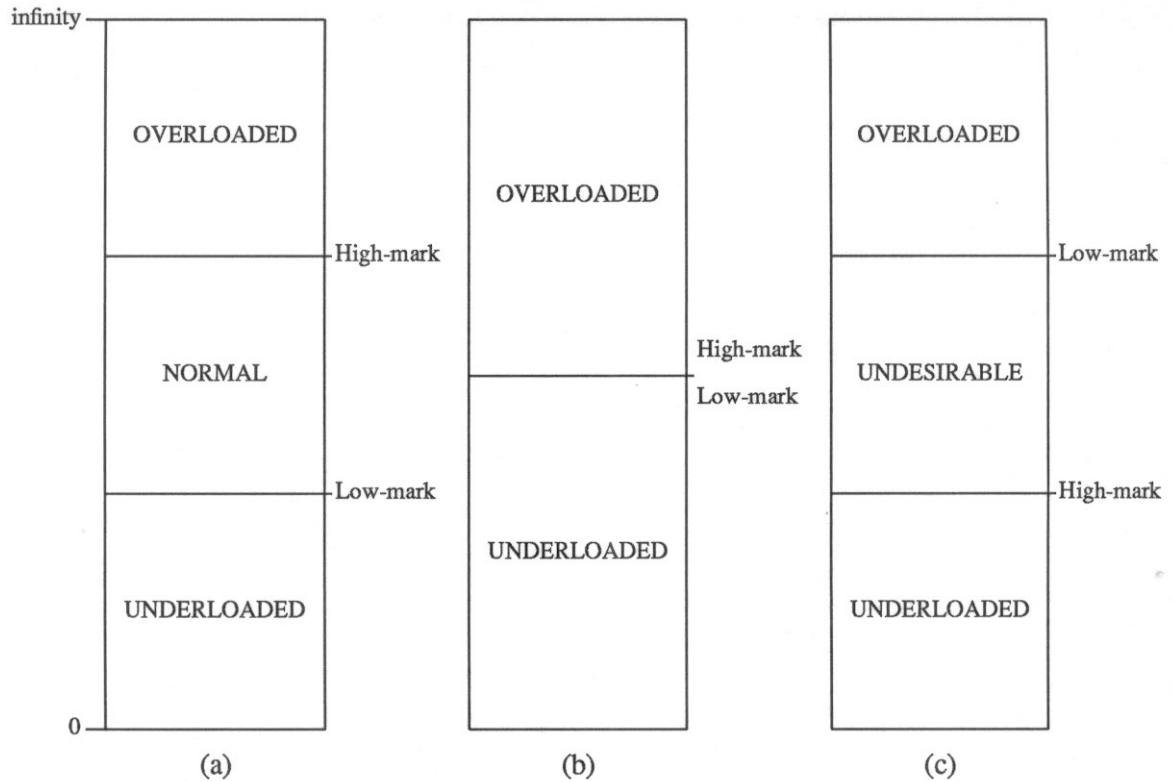 infinity
OVERLOADED
High-mark
NORMAL
Low-mark
UNDERLOADED
0
(a)
OVERLOADED
High-mark
Low-mark
UNDERLOADED
(b)
OVERLOADED
Low-mark
UNDESIRABLE
High-mark
UNDERLOADED
(c)